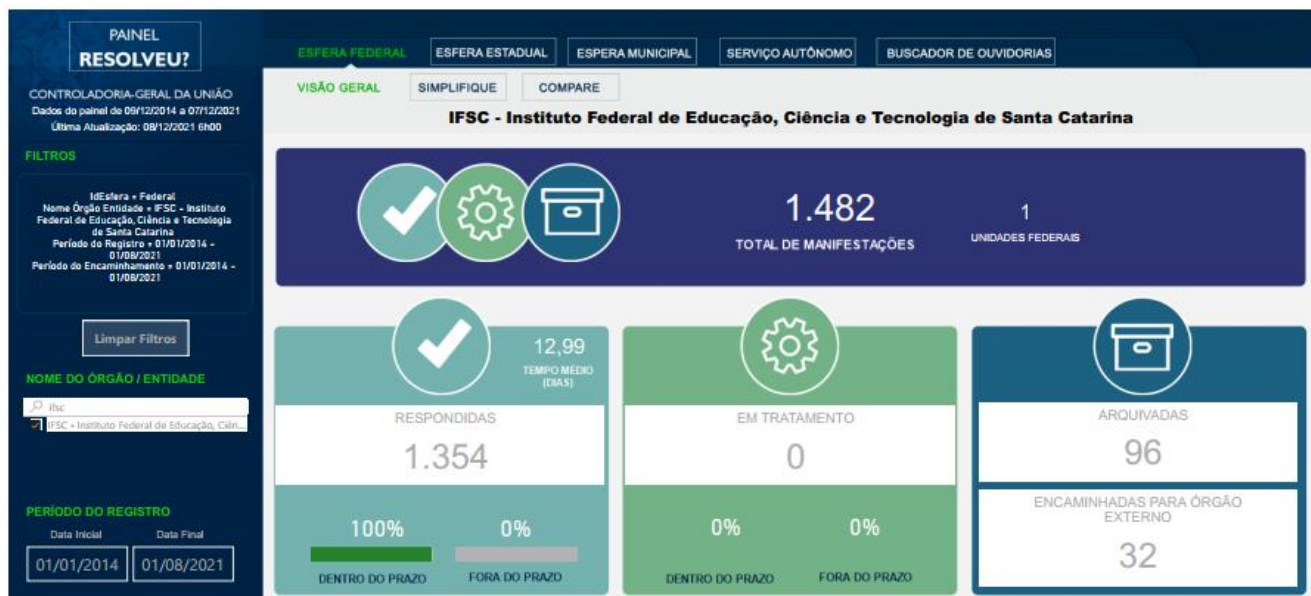 PAINEL
RESOLVEU?
CONTROLADORIA-GERAL DA UNIÃO
Dados do painel de 09/12/2014 a 07/12/2021
Última Atualização: 08/12/2021 6h00
FILTROS
IdEsfera = Federal
Nome Órgão Entidade = IFSC - Instituto
Federal de Educação, Ciência e Tecnologia
de Santa Catarina
Período do Registro = 01/01/2014 -
01/08/2021
Período do Encaminhamento = 01/01/2014 -
01/08/2021
Limpar Filtros
NOME DO ÓRGÃO / ENTIDADE
ifsc
IFSC - Instituto Federal de Educação, Ciên...
PERÍODO DO REGISTRO
Data Inicial Data Final
01/01/2014 01/08/2021
ESFERA FEDERAL ESFERA ESTADUAL ESPERA MUNICIPAL SERVIÇO AUTÔNOMO BUSCADOR DE OUVIDORIAS
VISÃO GERAL SIMPLIFIQUE COMPARE
IFSC - Instituto Federal de Educação, Ciência e Tecnologia de Santa Catarina
1.482
TOTAL DE MANIFESTAÇÕES
1
UNIDADES FEDERAIS
12,99
TEMPO MÉDIO
(DIAS)
RESPONDIDAS
1.354
100% 0%
DENTRO DO PRAZO FORA DO PRAZO
EM TRATAMENTO
0
0% 0%
DENTRO DO PRAZO FORA DO PRAZO
ARQUIVADAS
96
ENCAMINHADAS PARA ÓRGÃO
EXTERNO
32